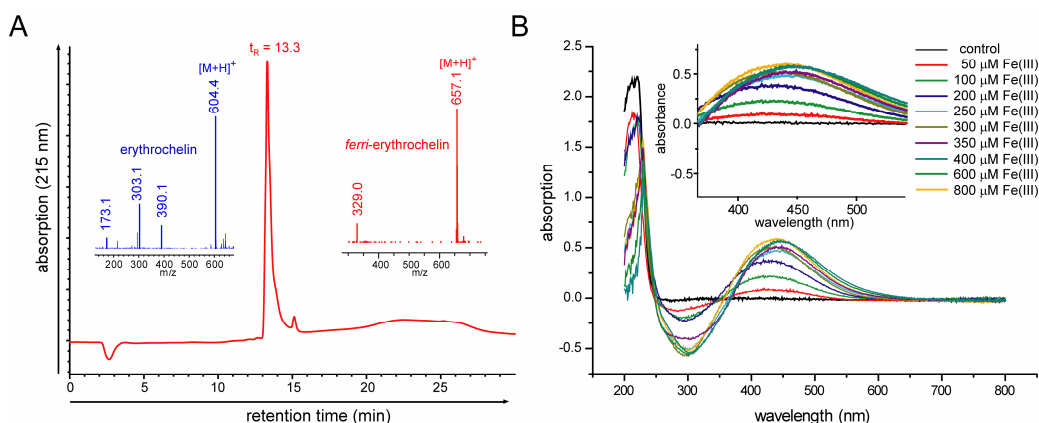 A
t_R = 13.3
[M+H]+
604.4
erythrochelin
303.1
390.1
173.1
200 300 400 600
m/z
[M+H]+
657.1
ferri-erythrochelin
329.0
400 600
m/z
absorption (215 nm)
0 5 10 15 20 25
retention time (min)
B
2.5
2.0
1.5
1.0
0.5
0.0
-0.5
absorption
200 300 400 500 600 700 800
wavelength (nm)
0.5
0.0
-0.5
absorbance
400 450 500
wavelength (nm)
control
50 µM Fe(III)
100 µM Fe(III)
200 µM Fe(III)
250 µM Fe(III)
300 µM Fe(III)
350 µM Fe(III)
400 µM Fe(III)
600 µM Fe(III)
800 µM Fe(III)